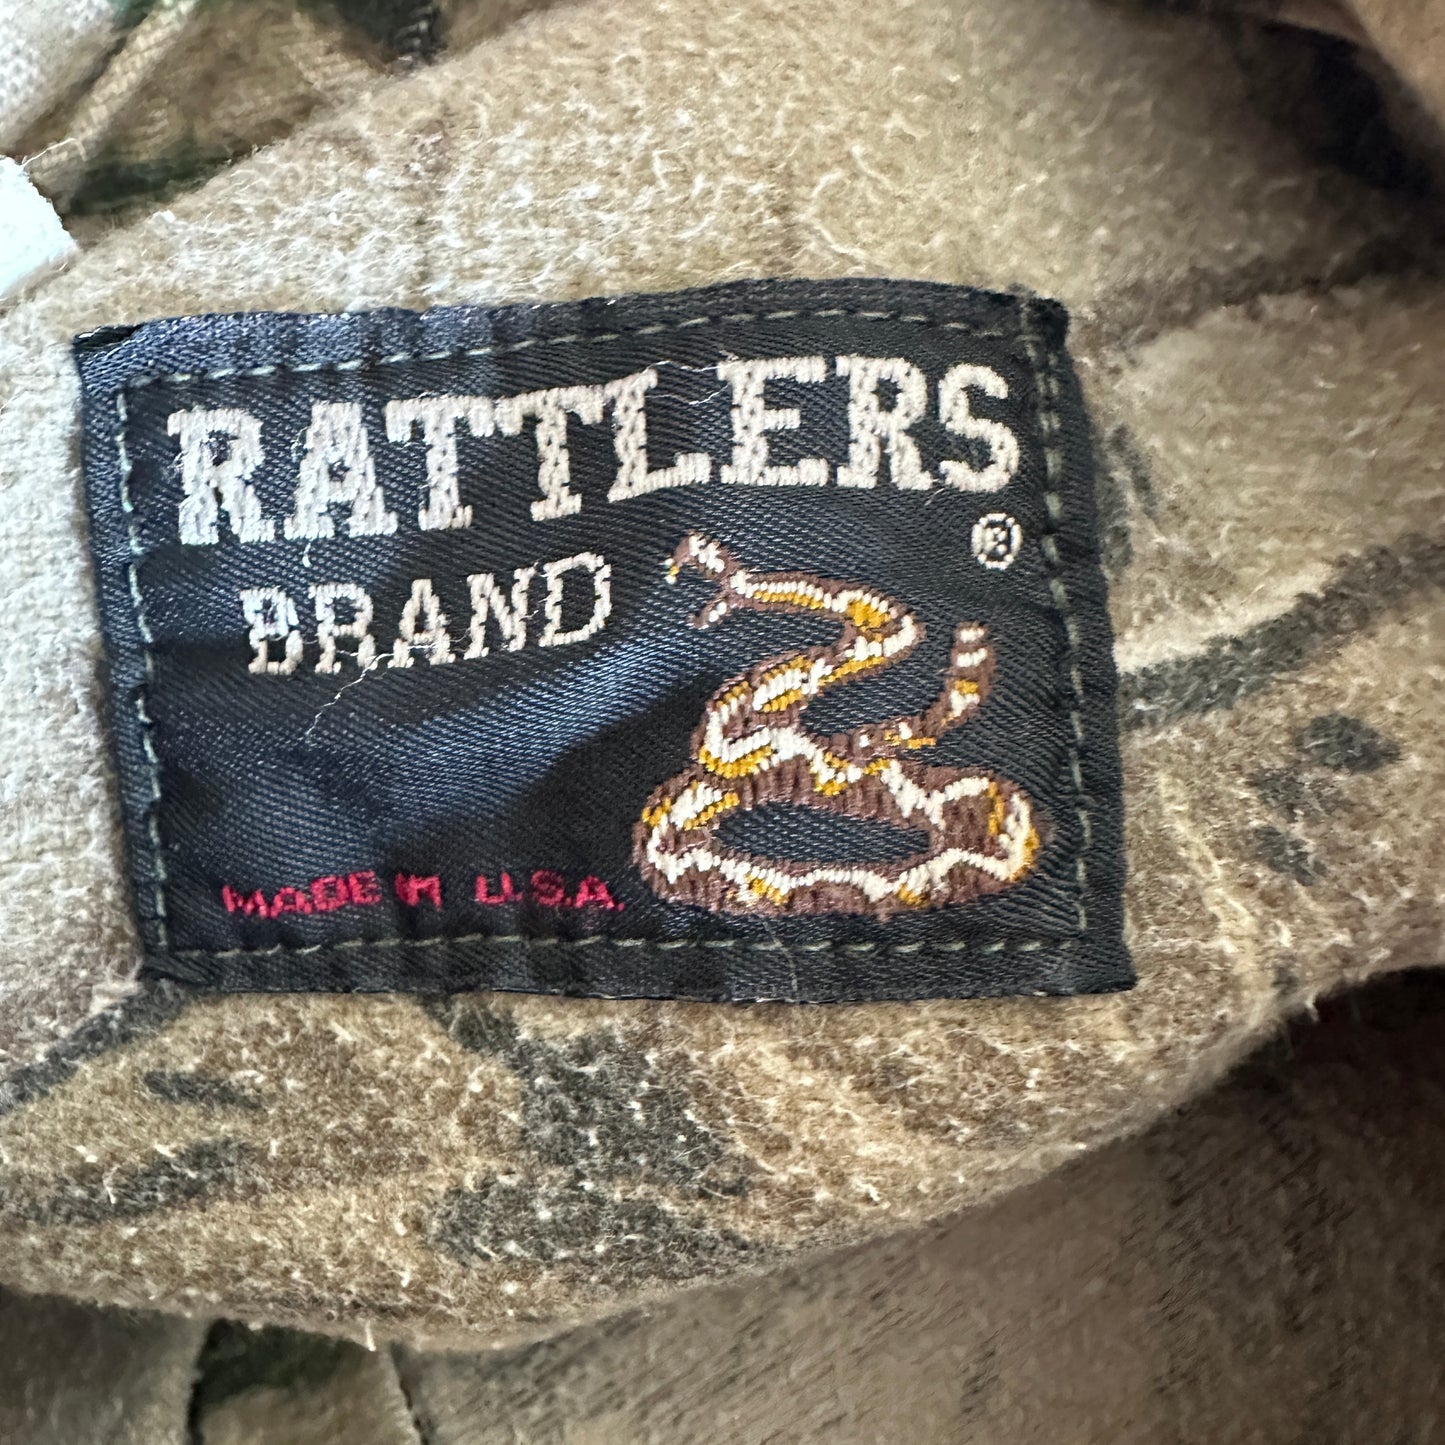 RATTLERS
®
BRAND
MADE IN U.S.A.